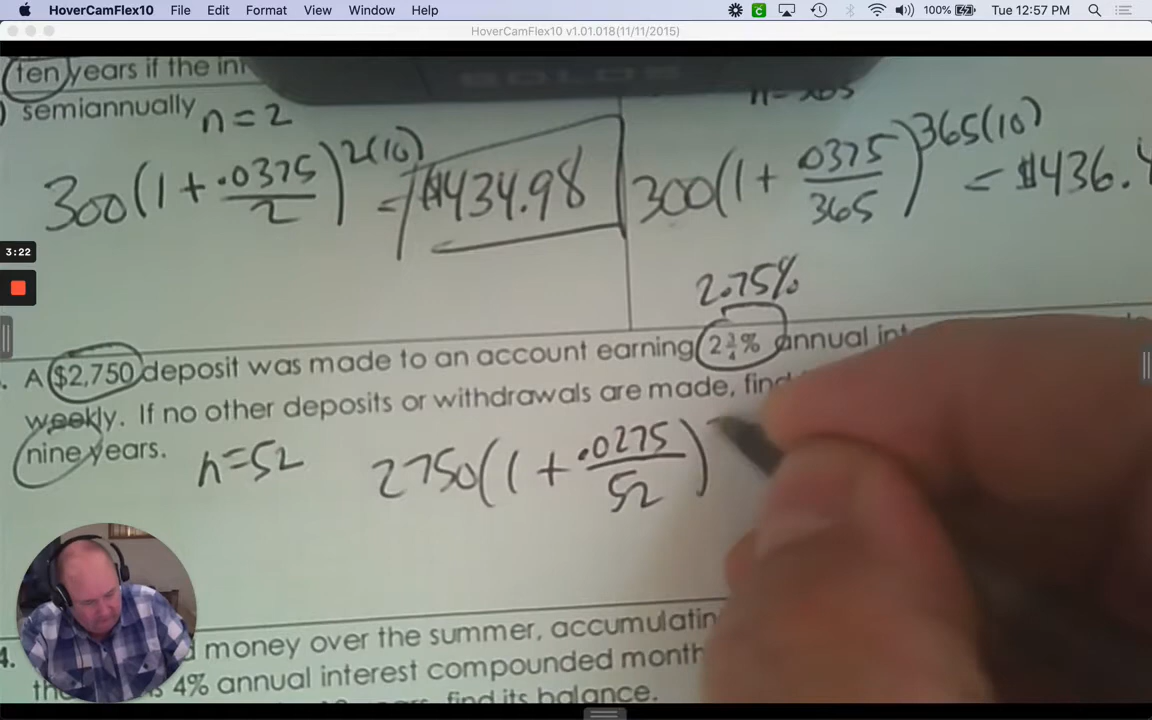 HoverCamFlex10 File Edit Format View Window Help 100% Tue 12:57 PM
HoverCamFlex10 v1.01.018(11/11/2015)
ten years if the
) semiannually n=2
300(1+.0375/2)^2(10) = $434.98
300(1+.0375/365)^365(10) = $436.4
3:22
2.75%
. A $2,750 deposit was made to an account earning 2 3/4% annual
weekly. If no other deposits or withdrawals are made, find
nine years. n=52 2750(1+.0275/52)
4.
money over the summer, accumulatin
4% annual interest compounded month
find its balance.